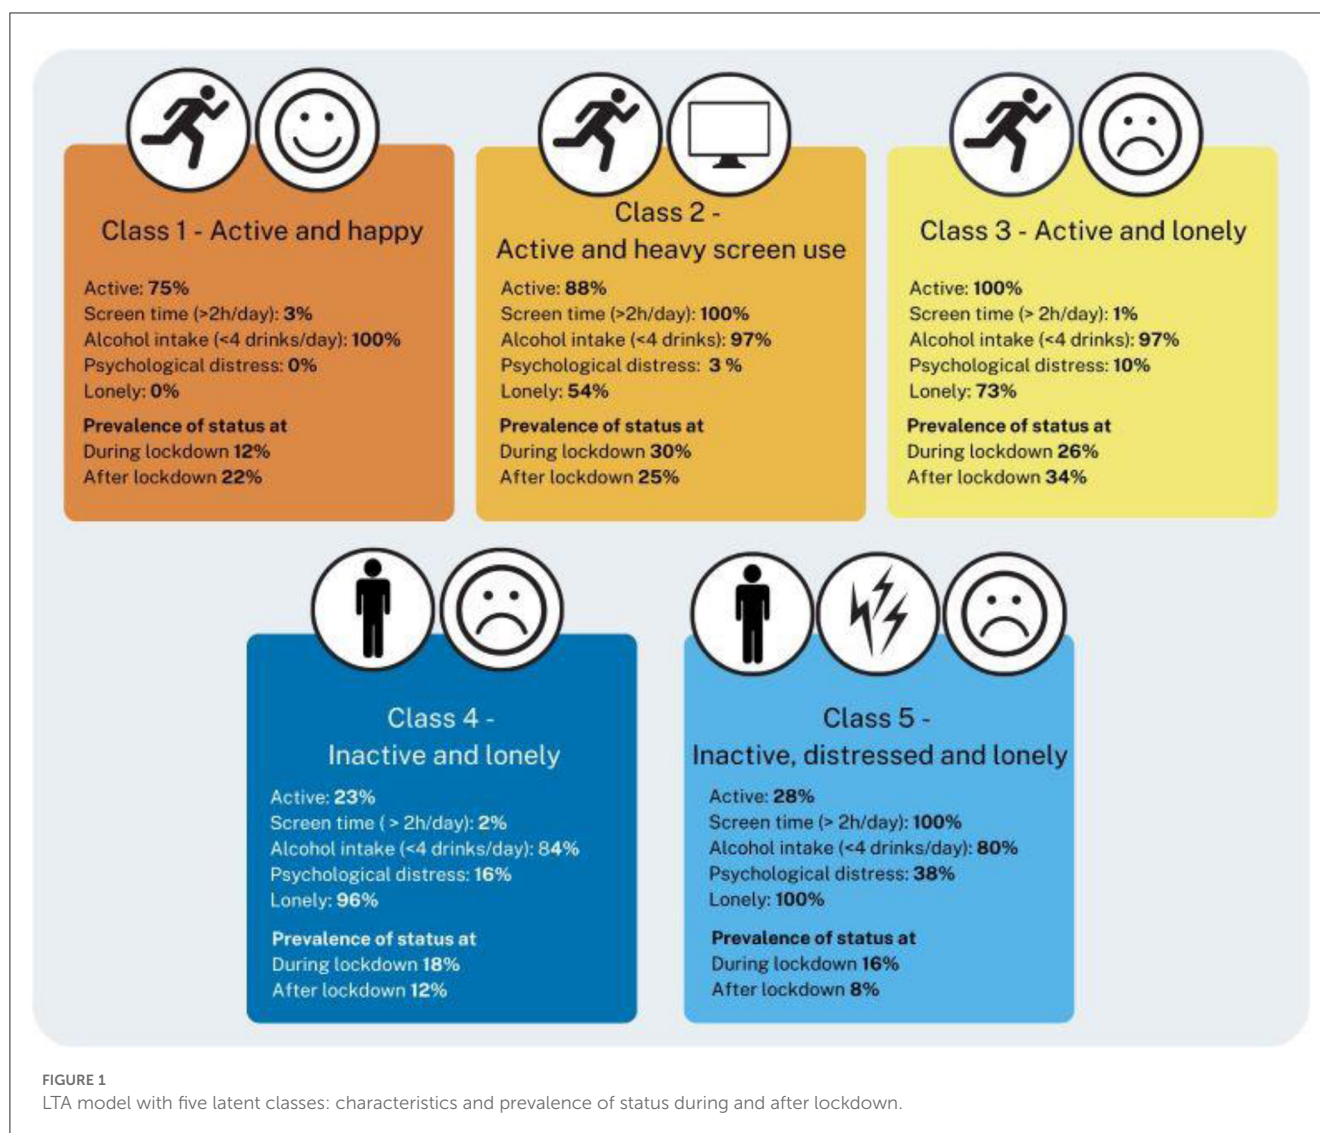 Class 1 - Active and happy
Active: 75%
Screen time (>2h/day): 3%
Alcohol intake (<4 drinks/day): 100%
Psychological distress: 0%
Lonely: 0%
Prevalence of status at
During lockdown 12%
After lockdown 22%
Class 2 -
Active and heavy screen use
Active: 88%
Screen time (>2h/day): 100%
Alcohol intake (<4 drinks): 97%
Psychological distress: 3 %
Lonely: 54%
Prevalence of status at
During lockdown 30%
After lockdown 25%
Class 3 - Active and lonely
Active: 100%
Screen time (> 2h/day): 1%
Alcohol intake (<4 drinks): 97%
Psychological distress: 10%
Lonely: 73%
Prevalence of status at
During lockdown 26%
After lockdown 34%
Class 4 -
Inactive and lonely
Active: 23%
Screen time ( > 2h/day): 2%
Alcohol intake (<4 drinks/day): 84%
Psychological distress: 16%
Lonely: 96%
Prevalence of status at
During lockdown 18%
After lockdown 12%
Class 5 -
Inactive, distressed and lonely
Active: 28%
Screen time (> 2h/day): 100%
Alcohol intake (<4 drinks/day): 80%
Psychological distress: 38%
Lonely: 100%
Prevalence of status at
During lockdown 16%
After lockdown 8%
FIGURE 1
LTA model with five latent classes: characteristics and prevalence of status during and after lockdown.